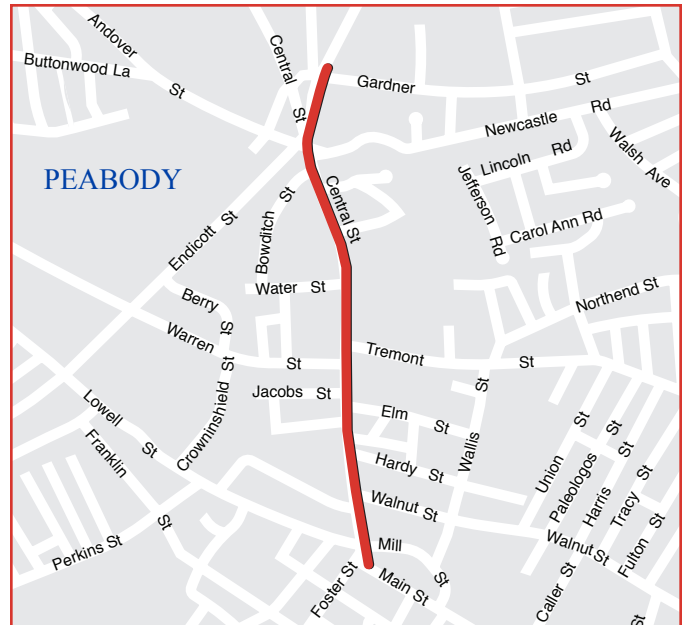 Andover St
Buttonwood La
Central St
Gardner St
Newcastle Rd
Walsh Ave
Lincoln Rd
Jefferson Rd
Carol Ann Rd
PEABODY
Central St
Bowditch St
Endicott St
Water St
Northend St
Berry St
Warren St
Tremont St
Jacobs St
Crowninshield St
Elm St
Wallis St
Lowell St
Franklin St
Hardy St
Union St
Paleologos St
Harris St
Tracy St
Fulton St
Walnut St
Walnut St
Perkins St
Mill St
Main St
Foster St
Caller St
St